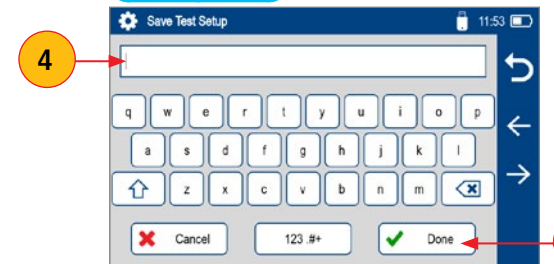 Save Test Setup 11:53
4
q w e r t y u i o p
a s d f g h j k l
z x c v b n m
Cancel 123 .#+ Done